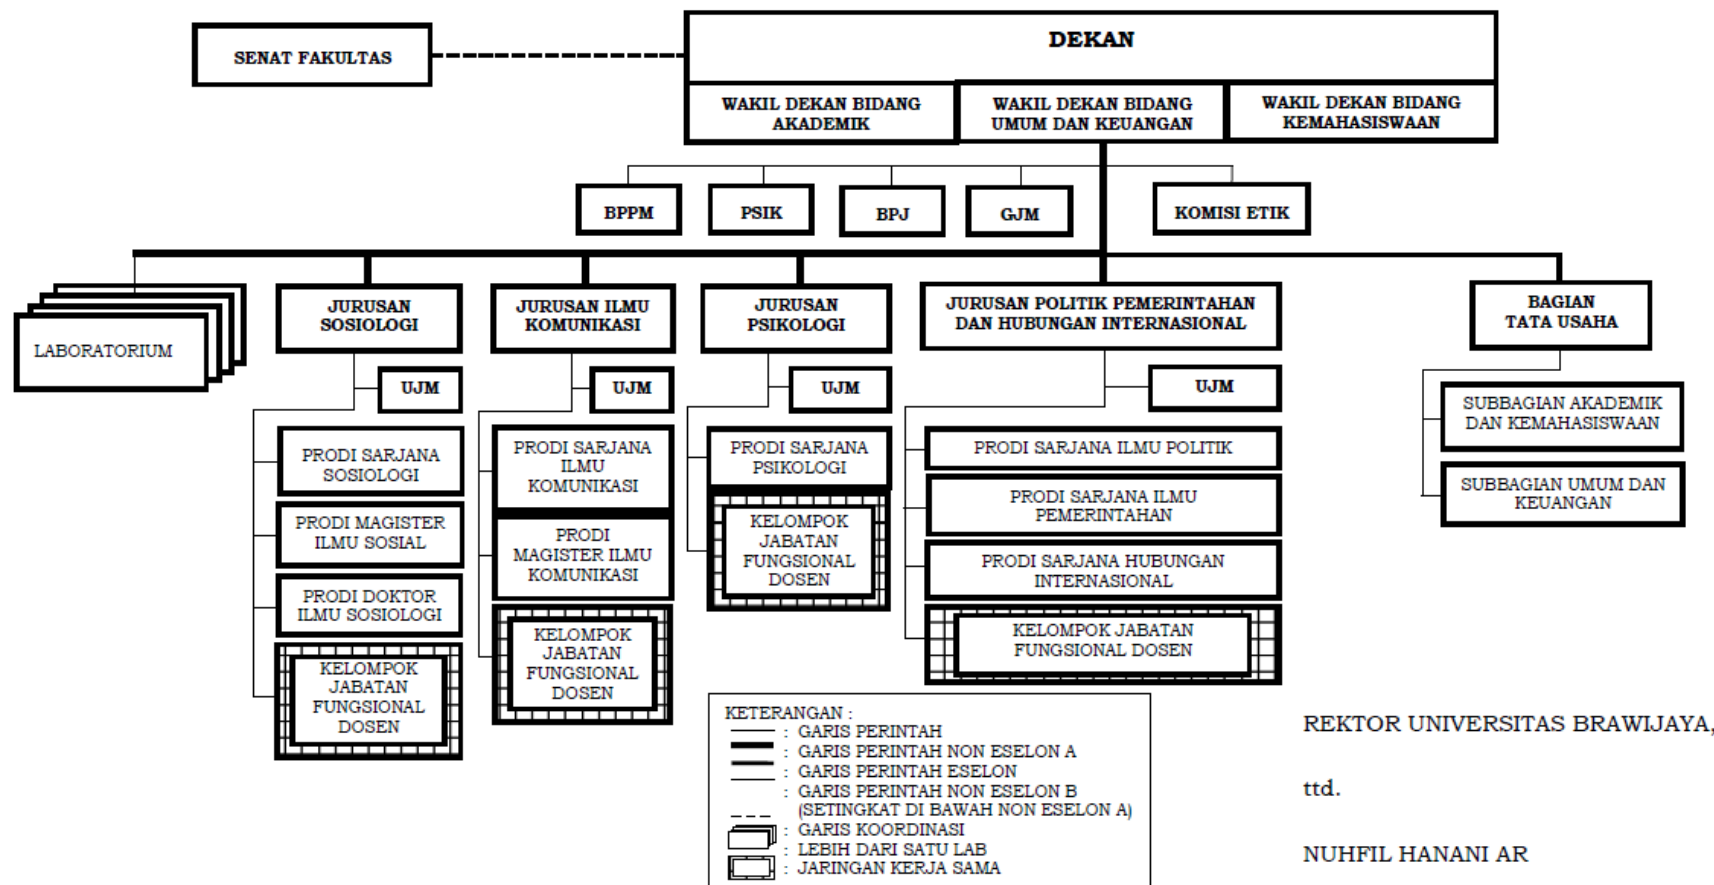 SENAT FAKULTAS
DEKAN
WAKIL DEKAN BIDANG
AKADEMIK
WAKIL DEKAN BIDANG
UMUM DAN KEUANGAN
WAKIL DEKAN BIDANG
KEMAHASISWAAN
BPPM
PSIK
BPJ
GJM
KOMISI ETIK
LABORATORIUM
JURUSAN
SOSIOLOGI
JURUSAN ILMU
KOMUNIKASI
JURUSAN
PSIKOLOGI
JURUSAN POLITIK PEMERINTAHAN
DAN HUBUNGAN INTERNASIONAL
BAGIAN
TATA USAHA
UJM
UJM
UJM
UJM
PRODI SARJANA
SOSIOLOGI
PRODI MAGISTER
ILMU SOSIAL
PRODI DOKTOR
ILMU SOSIOLOGI
KELOMPOK
JABATAN
FUNGSIONAL
DOSEN
PRODI SARJANA
ILMU
KOMUNIKASI
PRODI
MAGISTER ILMU
KOMUNIKASI
KELOMPOK
JABATAN
FUNGSIONAL
DOSEN
PRODI SARJANA
PSIKOLOGI
KELOMPOK
JABATAN
FUNGSIONAL
DOSEN
PRODI SARJANA ILMU POLITIK
PRODI SARJANA ILMU
PEMERINTAHAN
PRODI SARJANA HUBUNGAN
INTERNASIONAL
KELOMPOK JABATAN
FUNGSIONAL DOSEN
SUBBAGIAN AKADEMIK
DAN KEMAHASISWAAN
SUBBAGIAN UMUM DAN
KEUANGAN
KETERANGAN :
: GARIS PERINTAH
: GARIS PERINTAH NON ESELON A
: GARIS PERINTAH ESELON
: GARIS PERINTAH NON ESELON B
(SETINGKAT DI BAWAH NON ESELON A)
: GARIS KOORDINASI
: LEBIH DARI SATU LAB
: JARINGAN KERJA SAMA
REKTOR UNIVERSITAS BRAWIJAYA,
ttd.
NUHFIL HANANI AR